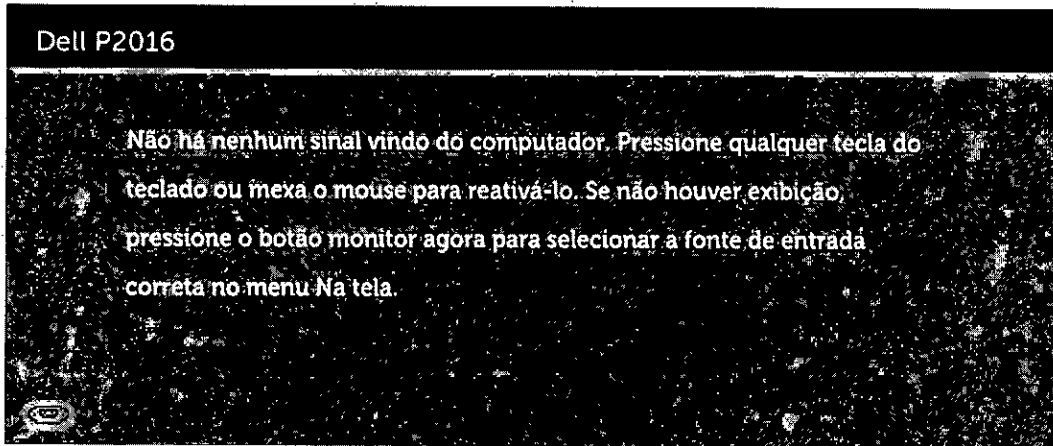 Dell P2016
Não há nenhum sinal vindo do computador. Pressione qualquer tecla do
teclado ou mexa o mouse para reativá-lo. Se não houver exibição,
pressione o botão monitor agora para selecionar a fonte de entrada
correta no menu Na tela.